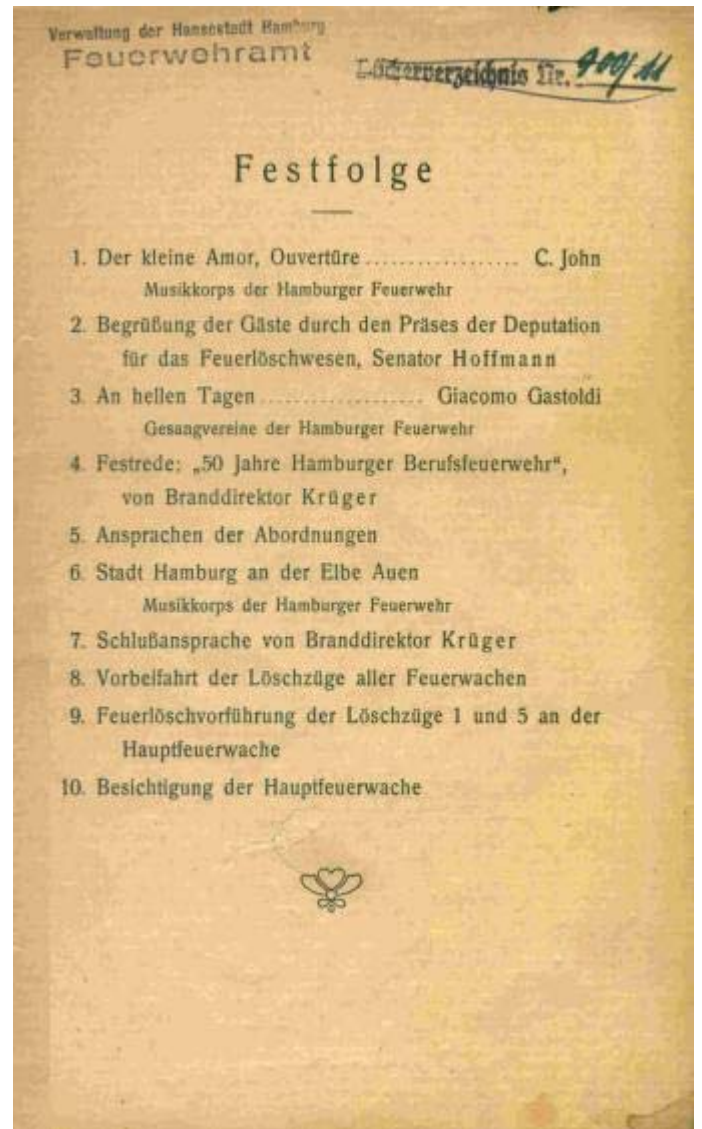 Verwaltung der Hansestadt Hamburg
Feuerwehramt
Bücherverzeichnis Nr. 900/11
Festfolge
1. Der kleine Amor, Ouvertüre .................. C. John
Musikkorps der Hamburger Feuerwehr
2. Begrüßung der Gäste durch den Präses der Deputation
für das Feuerlöschwesen, Senator Hoffmann
3. An hellen Tagen ................... Giacomo Gastoldi
Gesangvereine der Hamburger Feuerwehr
4. Festrede: „50 Jahre Hamburger Berufsfeuerwehr“,
von Branddirektor Krüger
5. Ansprachen der Abordnungen
6. Stadt Hamburg an der Elbe Auen
Musikkorps der Hamburger Feuerwehr
7. Schlußansprache von Branddirektor Krüger
8. Vorbeifahrt der Löschzüge aller Feuerwachen
9. Feuerlöschvorführung der Löschzüge 1 und 5 an der
Hauptfeuerwache
10. Besichtigung der Hauptfeuerwache